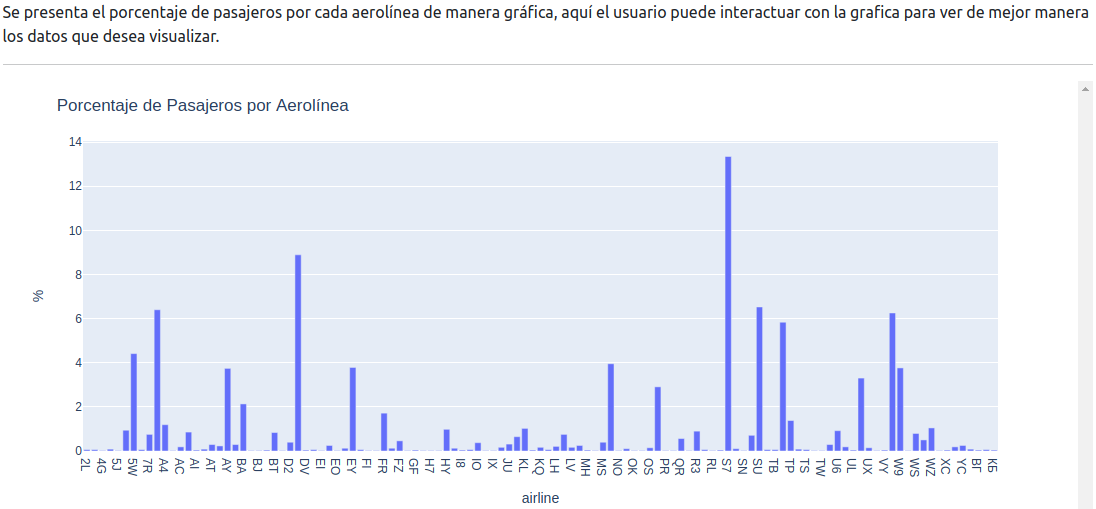 Se presenta el porcentaje de pasajeros por cada aerolínea de manera gráfica, aquí el usuario puede interactuar con la grafica para ver de mejor manera
los datos que desea visualizar.
Porcentaje de Pasajeros por Aerolínea
14
12
10
8
6
4
2
0
%
2L 4G 5J 5W 7R A4 AC AI AT AY BA BJ BT D2 DV EI EO EY FI FR FZ GF H7 HY I8 IO IX JU KL KQ LH LV MH MS NO OK OS PR QR R3 RL S7 SN SU TB TP TS TW U6 UL UX VY W9 WS WZ XC YC БГ КБ
airline